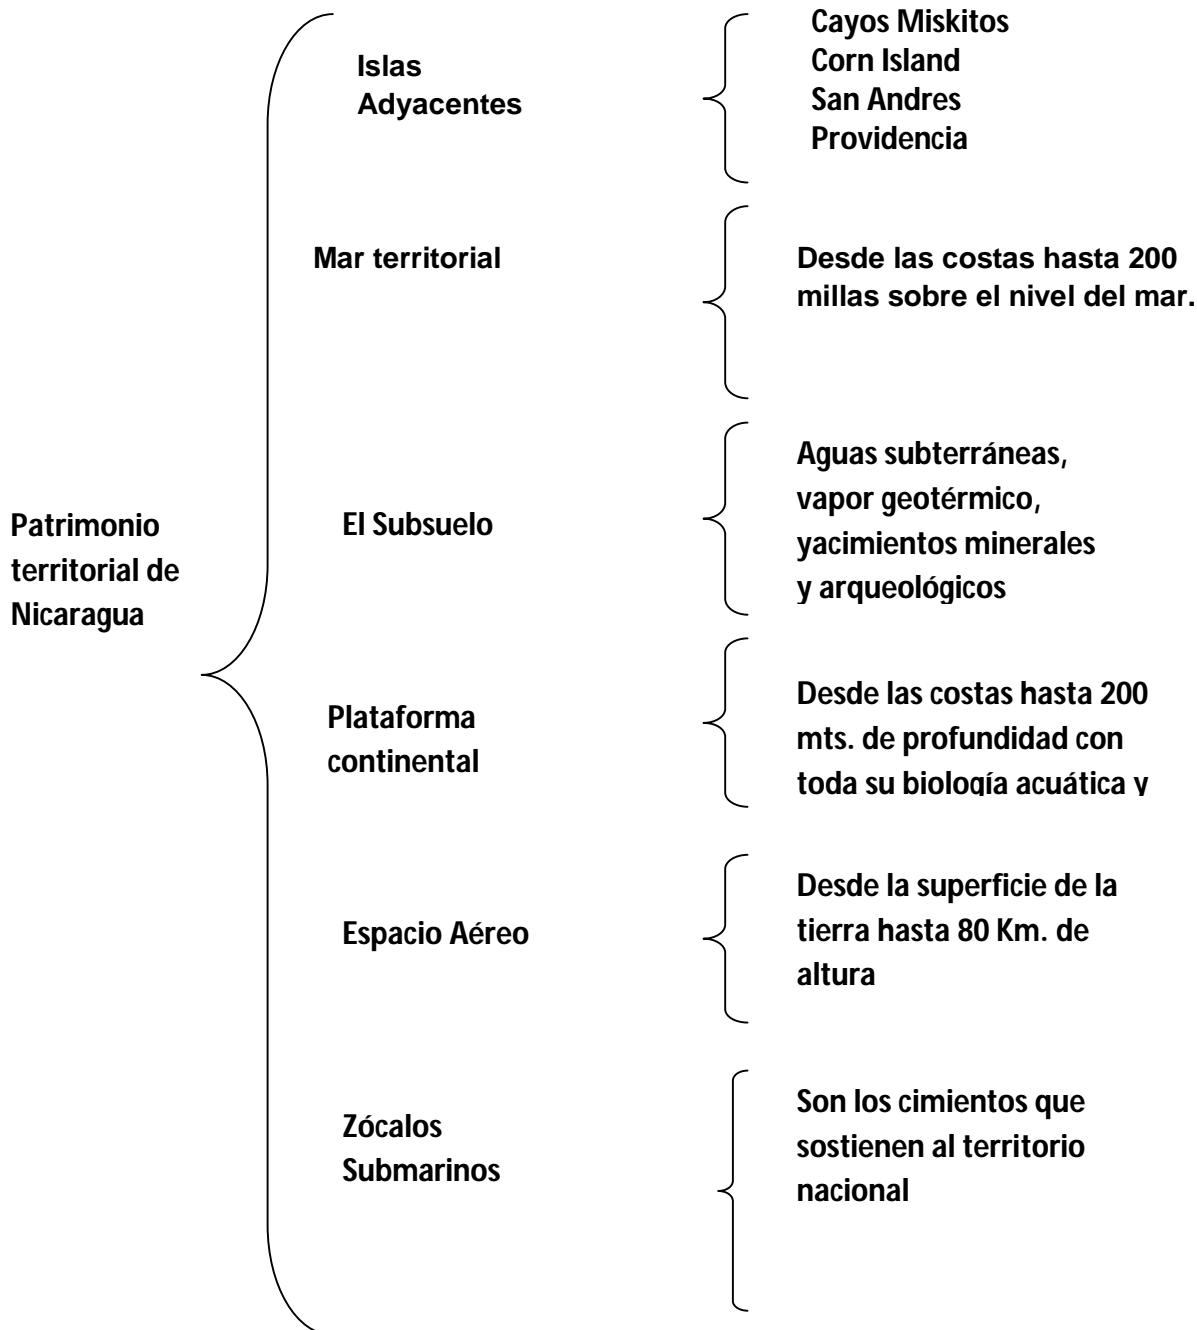 Patrimonio
territorial de
Nicaragua
Islas
Adyacentes
Cayos Miskitos
Corn Island
San Andres
Providencia
Mar territorial
Desde las costas hasta 200
millas sobre el nivel del mar.
El Subsuelo
Aguas subterráneas,
vapor geotérmico,
yacimientos minerales
y arqueológicos
Plataforma
continental
Desde las costas hasta 200
mts. de profundidad con
toda su biología acuática y
Espacio Aéreo
Desde la superficie de la
tierra hasta 80 Km. de
altura
Zócalos
Submarinos
Son los cimientos que
sostienen al territorio
nacional